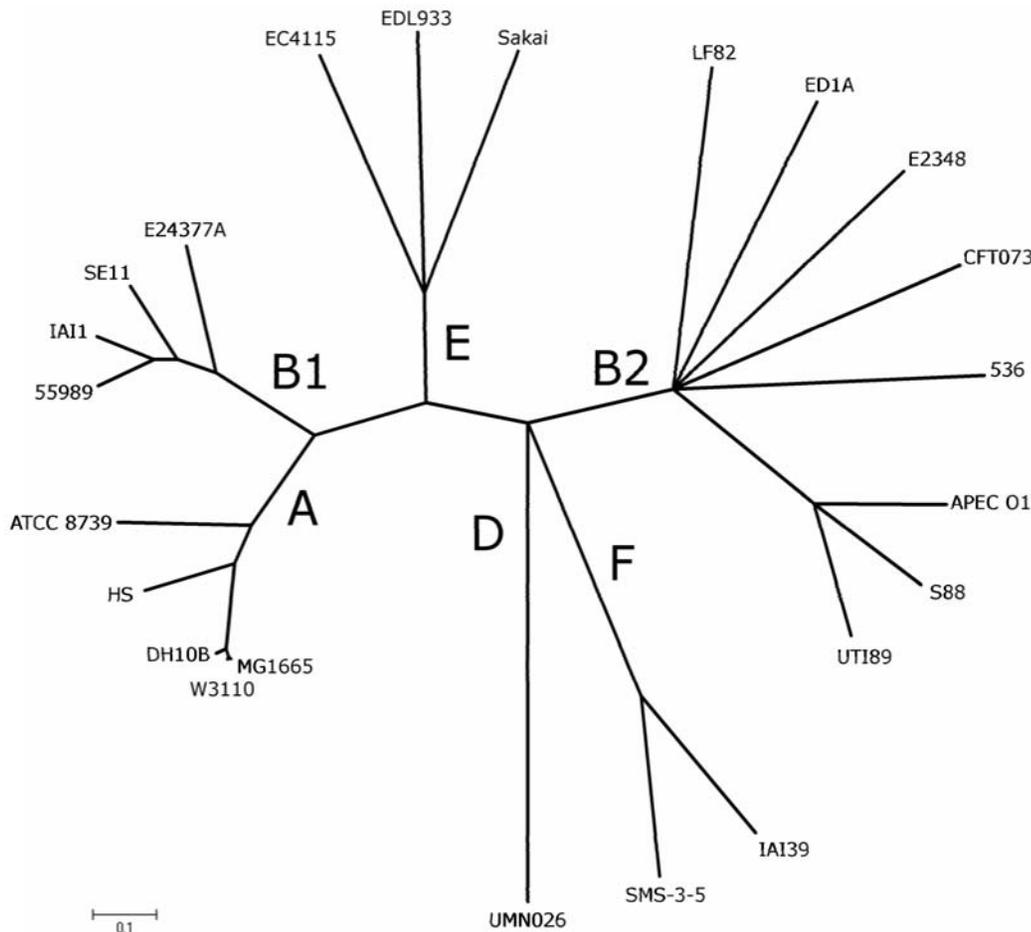 EDL933
EC4115
Sakai
LF82
ED1A
E2348
E24377A
CFT073
SE11
IAI1
E
B1
B2
536
55989
A
APEC O1
ATCC 8739
D
F
HS
S88
DH10B
UTI89
MG1665
W3110
IAI39
SMS-3-5
UMN026
0.1